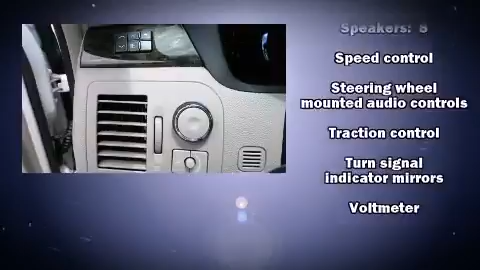 Speakers: 8
Speed control
Steering wheel
mounted audio controls
Traction control
Turn signal
indicator mirrors
Voltmeter